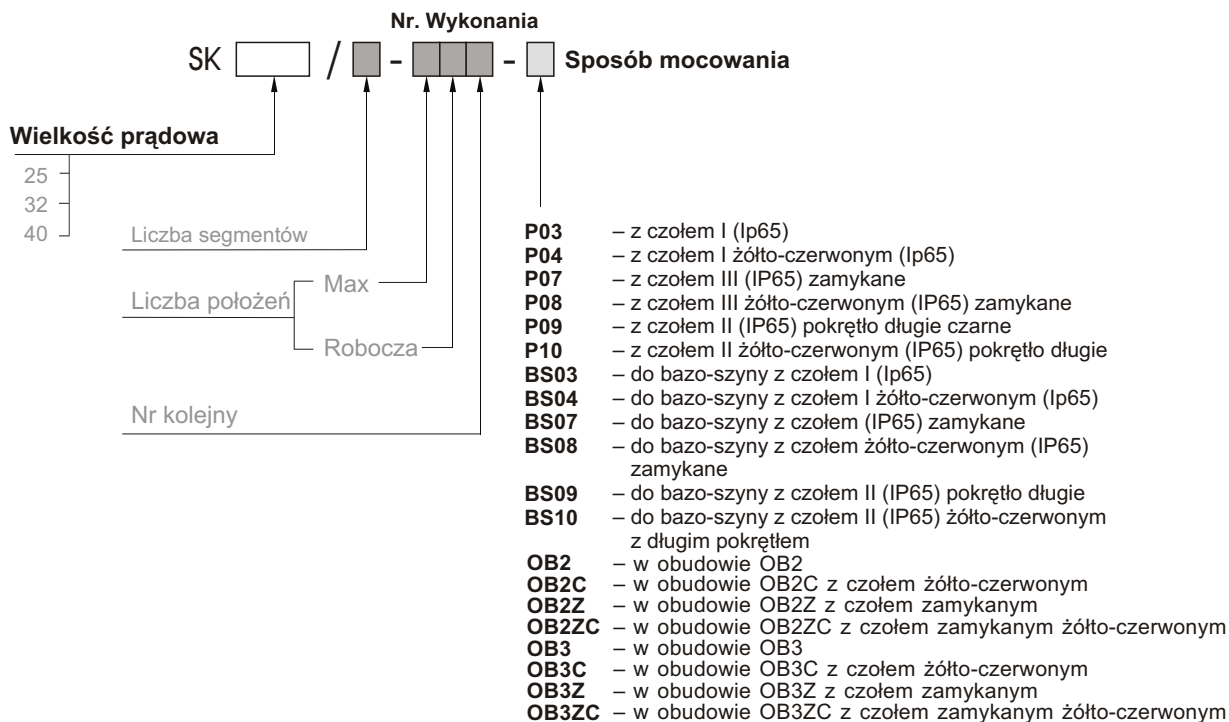 Nr. Wykonania
SK / - - Sposób mocowania
Wielkość prądowa
25
32
40
Liczba segmentów
Liczba położeń
Max
Robocza
Nr kolejny
P03 – z czołem I (Ip65)
P04 – z czołem I żółto-czerwonym (Ip65)
P07 – z czołem III (IP65) zamykane
P08 – z czołem III żółto-czerwonym (IP65) zamykane
P09 – z czołem II (IP65) pokrętło długie czarne
P10 – z czołem II żółto-czerwonym (IP65) pokrętło długie
BS03 – do bazo-szyny z czołem I (Ip65)
BS04 – do bazo-szyny z czołem I żółto-czerwonym (Ip65)
BS07 – do bazo-szyny z czołem (IP65) zamykane
BS08 – do bazo-szyny z czołem żółto-czerwonym (IP65)
zamykane
BS09 – do bazo-szyny z czołem II (IP65) pokrętło długie
BS10 – do bazo-szyny z czołem II (IP65) żółto-czerwonym
z długim pokrętłem
OB2 – w obudowie OB2
OB2C – w obudowie OB2C z czołem żółto-czerwonym
OB2Z – w obudowie OB2Z z czołem zamykanym
OB2ZC – w obudowie OB2ZC z czołem zamykanym żółto-czerwonym
OB3 – w obudowie OB3
OB3C – w obudowie OB3C z czołem żółto-czerwonym
OB3Z – w obudowie OB3Z z czołem zamykanym
OB3ZC – w obudowie OB3ZC z czołem zamykanym żółto-czerwonym